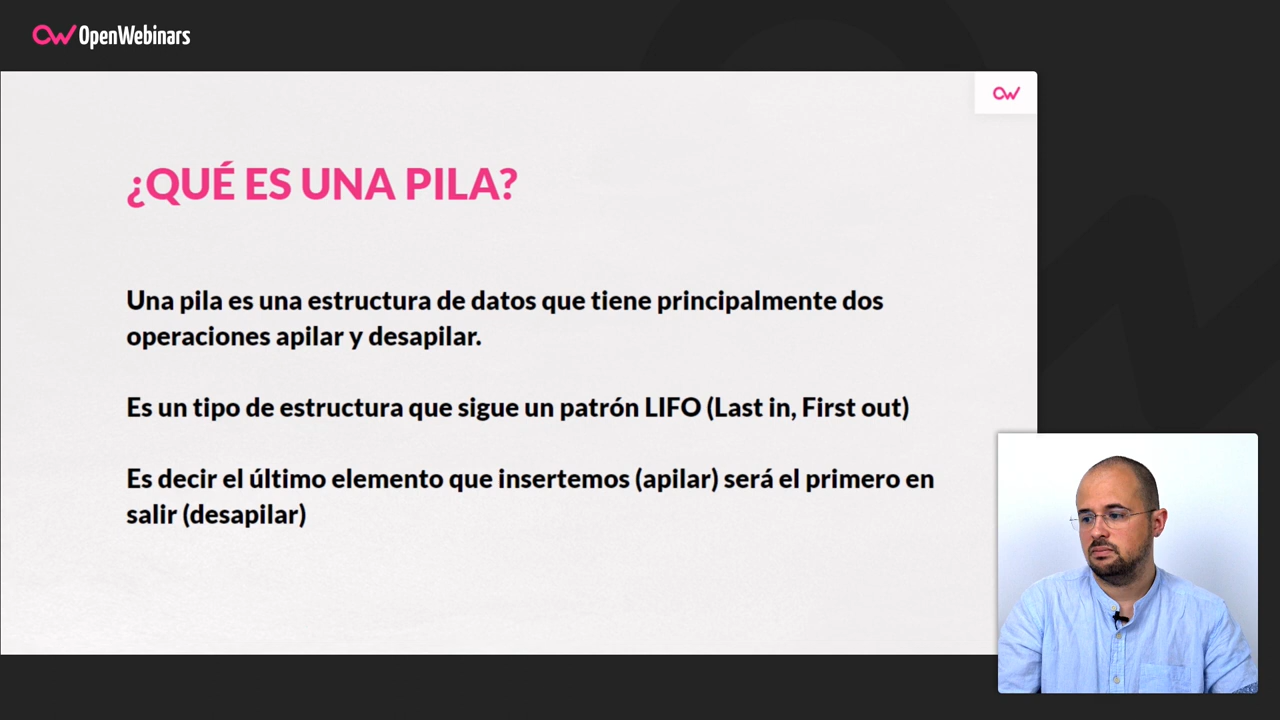 OpenWebinars
¿QUÉ ES UNA PILA?
Una pila es una estructura de datos que tiene principalmente dos
operaciones apilar y desapilar.
Es un tipo de estructura que sigue un patrón LIFO (Last in, First out)
Es decir el último elemento que insertemos (apilar) será el primero en
salir (desapilar)